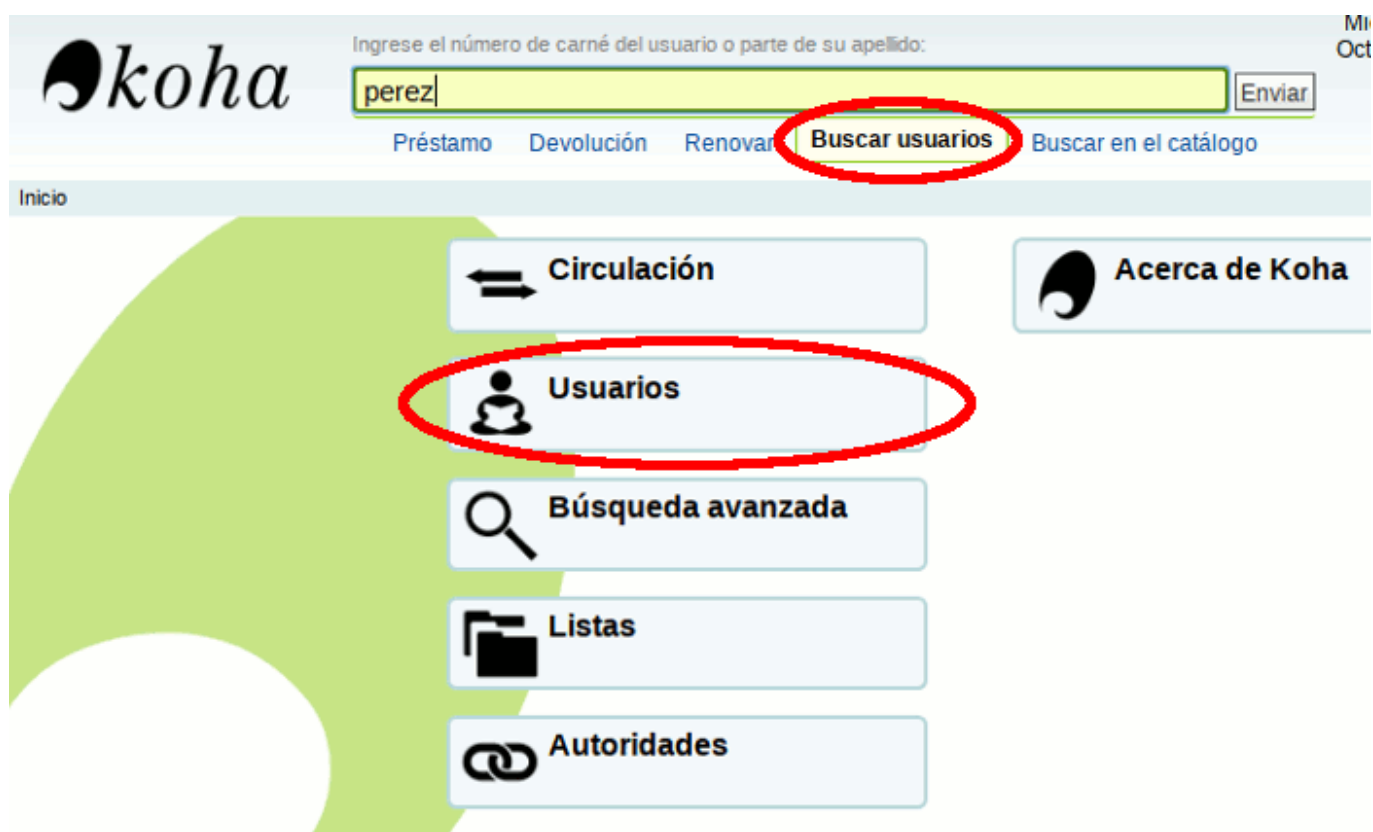 Ingrese el número de carné del usuario o parte de su apellido:
koha
perez
Enviar
Préstamo Devolución Renovar Buscar usuarios Buscar en el catálogo
Inicio
Circulación
Acerca de Koha
Usuarios
Búsqueda avanzada
Listas
Autoridades